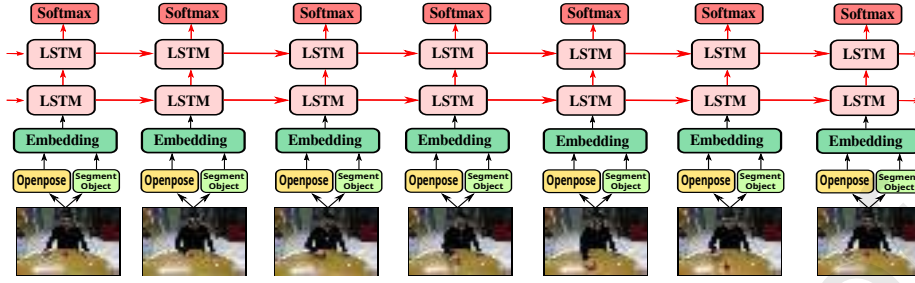 Softmax Softmax Softmax Softmax Softmax Softmax Softmax
LSTM LSTM LSTM LSTM LSTM LSTM LSTM
LSTM LSTM LSTM LSTM LSTM LSTM LSTM
Embedding Embedding Embedding Embedding Embedding Embedding Embedding
Openpose Segment Object Openpose Segment Object Openpose Segment Object Openpose Segment Object Openpose Segment Object Openpose Segment Object Openpose Segment Object